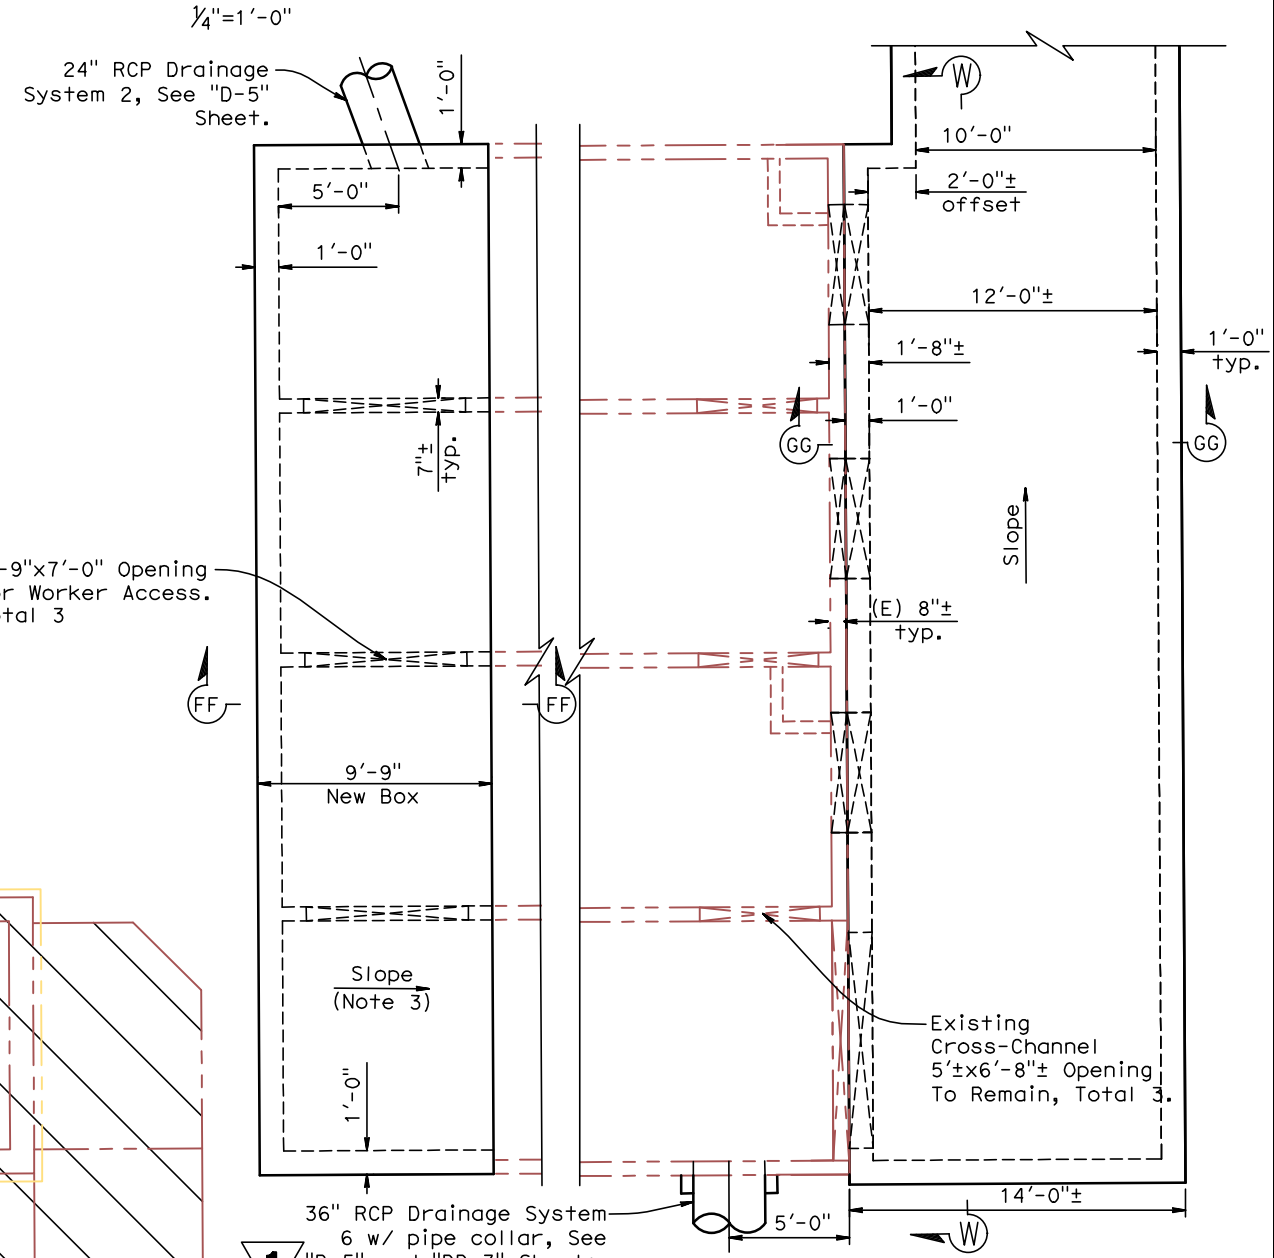 1/4"=1'-0"
24" RCP Drainage
System 2, See "D-5"
Sheet.
1'-0"
W
10'-0"
5'-0"
2'-0"±
offset
1'-0"
12'-0"±
1'-8"±
1'-0"
typ.
1'-0"
7"±
typ.
GG
GG
Slope
-9"x7'-0" Opening
r Worker Access.
tal 3
(E) 8"±
typ.
FF
FF
9'-9"
New Box
Slope
(Note 3)
Existing
Cross-Channel
5'±x6'-8"± Opening
To Remain, Total 3.
1'-0"
14'-0"±
36" RCP Drainage System
6 w/ pipe collar, See
5'-0"
W